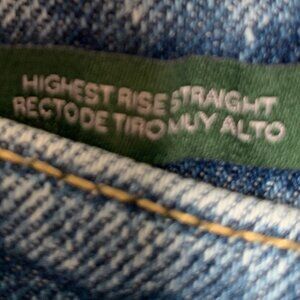 HIGHEST RISE STRAIGHT
RECTO DE TIRO MUY ALTO